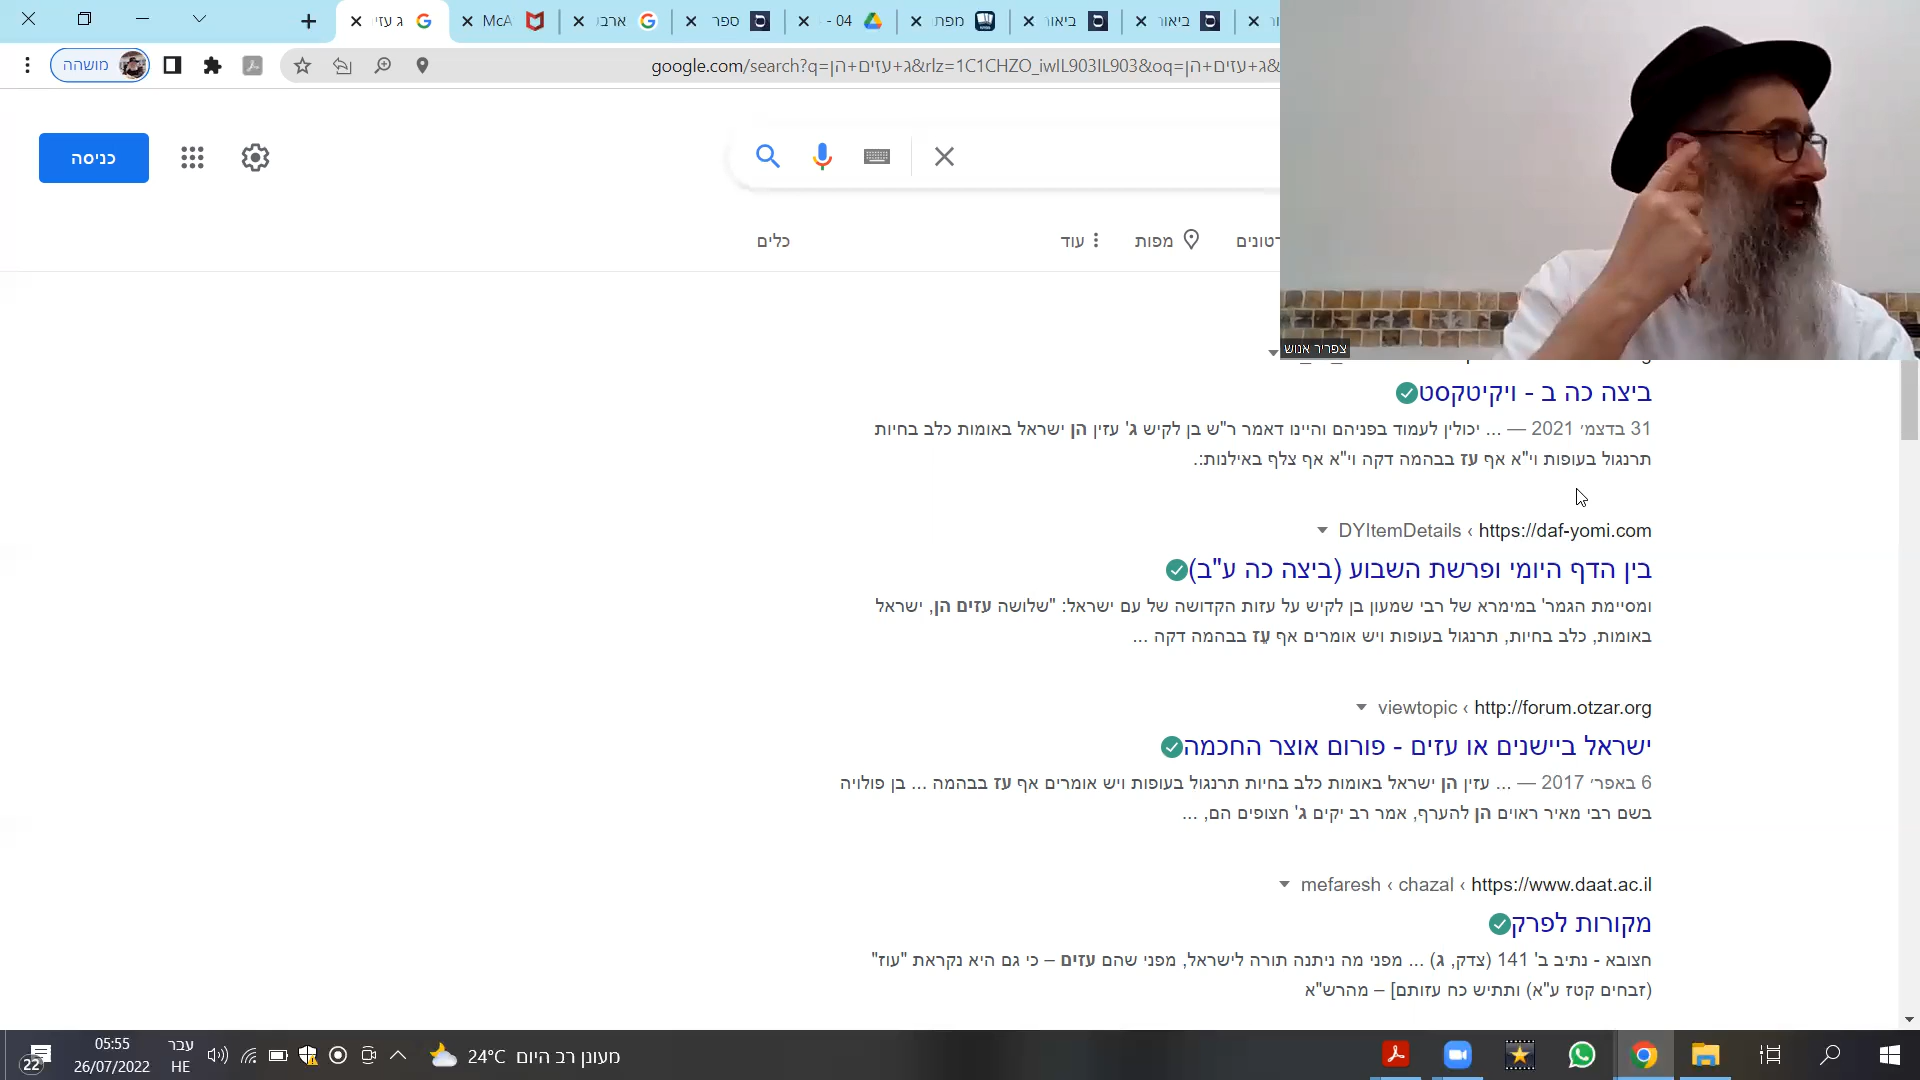 ג עזי
McA
ארב
ספר
04 -
מפת
ביאור
ביאור
מושהה
google.com/search?q=ג+עזים+הן&rlz=1C1CHZO_iwIL903IL903&oq=ג+עזים+הן&
כניסה
מפות
עוד
כלים
צפריר אנוש
ביצה כה ב - ויקיטקסט
31 בדצמ׳ 2021 — ... יכולין לעמוד בפניהם והיינו דאמר ר"ש בן לקיש ג' עזין הן ישראל באומות כלב בחיות
תרנגול בעופות וי"א אף עז בבהמה דקה וי"א אף צלף באילנות:.
https://daf-yomi.com › DYItemDetails
בין הדף היומי ופרשת השבוע (ביצה כה ע"ב)
ומסיימת הגמר' במימרא של רבי שמעון בן לקיש על עזות הקדושה של עם ישראל: "שלושה עזים הן, ישראל
באומות, כלב בחיות, תרנגול בעופות ויש אומרים אף עֵז בבהמה דקה ...
http://forum.otzar.org › viewtopic
ישראל ביישנים או עזים - פורום אוצר החכמה
6 באפר׳ 2017 — ... עזין הן ישראל באומות כלב בחיות תרנגול בעופות ויש אומרים אף עז בבהמה ... בן פולויה
בשם רבי מאיר ראוים הן להערף, אמר רב יקים ג' חצופים הם, ...
https://www.daat.ac.il › chazal › mefaresh
מקורות לפרק
חצובא - נתיב ב' 141 (צדק, ג) ... מפני מה ניתנה תורה לישראל, מפני שהם עזים – כי גם היא נקראת "עוז"
(זבחים קטז ע"א) ותתיש כח עזותם] – מהרש"א
22
05:55
26/07/2022
עבר
HE
24°C מעונן רב היום